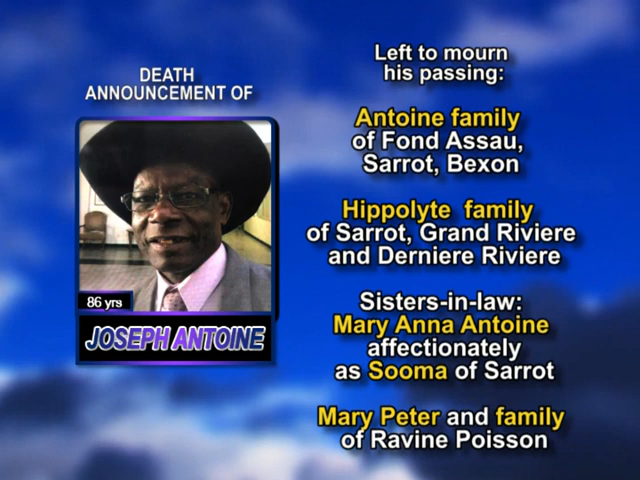 DEATH
ANNOUNCEMENT OF
86 yrs
JOSEPH ANTOINE
Left to mourn
his passing:
Antoine family
of Fond Assau,
Sarrot, Bexon
Hippolyte family
of Sarrot, Grand Riviere
and Derniere Riviere
Sisters-in-law:
Mary Anna Antoine
affectionately
as Sooma of Sarrot
Mary Peter and family
of Ravine Poisson